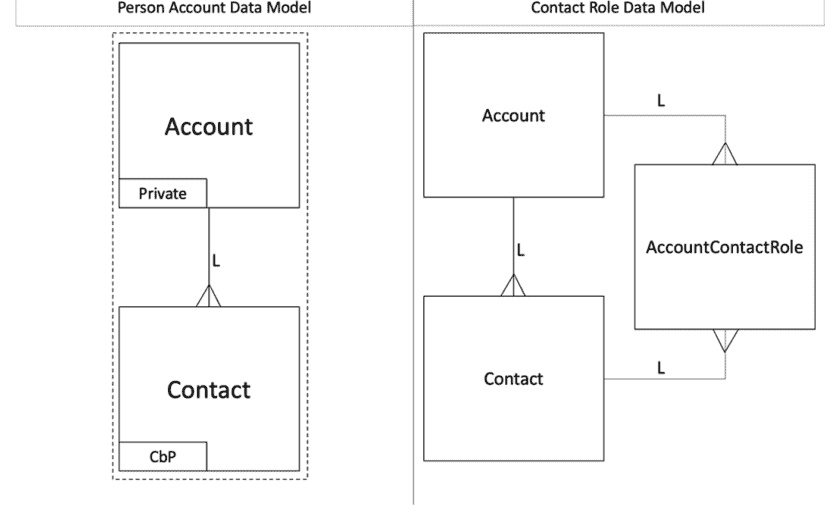 Person Account Data Model
Account
Private
L
Contact
CbP
Contact Role Data Model
Account
L
AccountContactRole
L
Contact
L